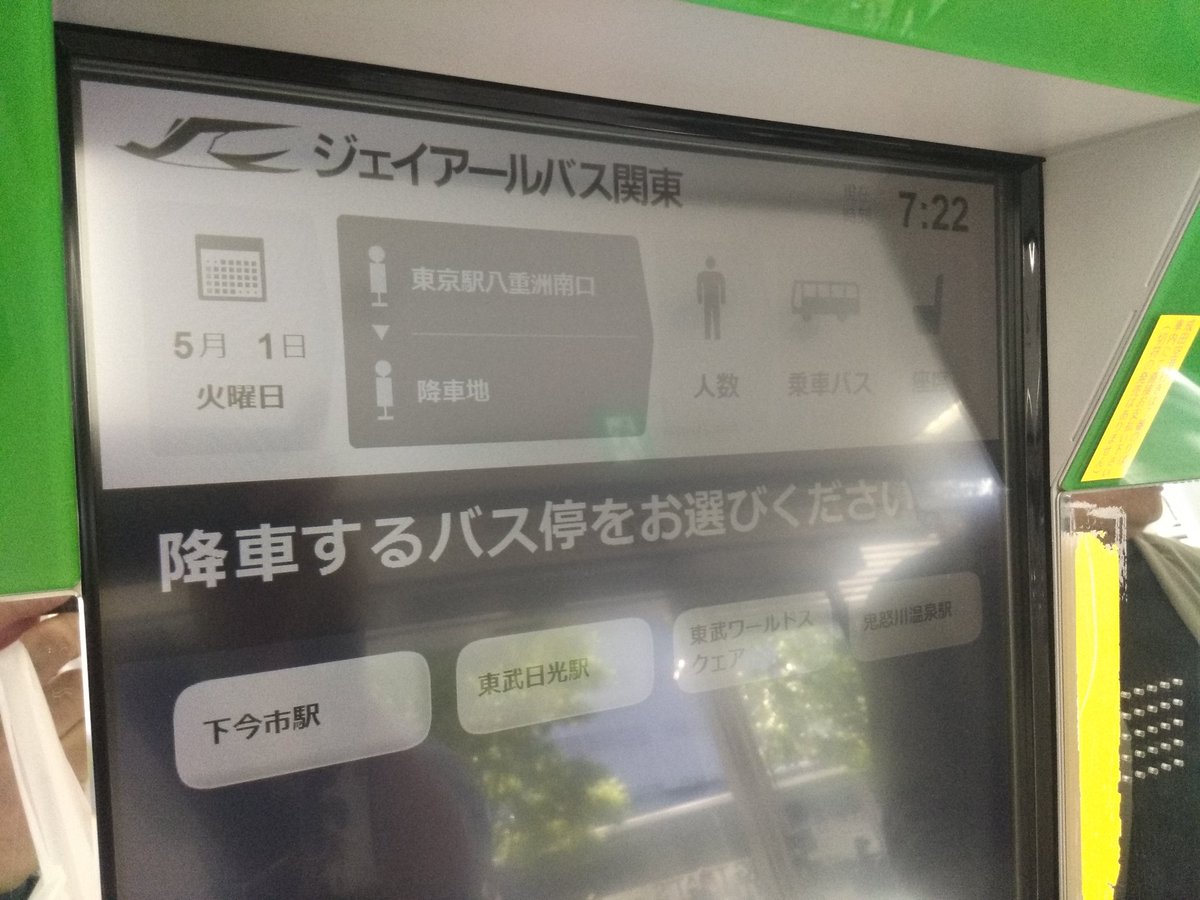 ジェイアールバス関東
7:22
5月 1日
火曜日
東京駅八重洲南口
降車地
人数
乗車バス
降車するバス停をお選びください
下今市駅
東武日光駅
東武ワールドス
クェア
鬼怒川温泉駅